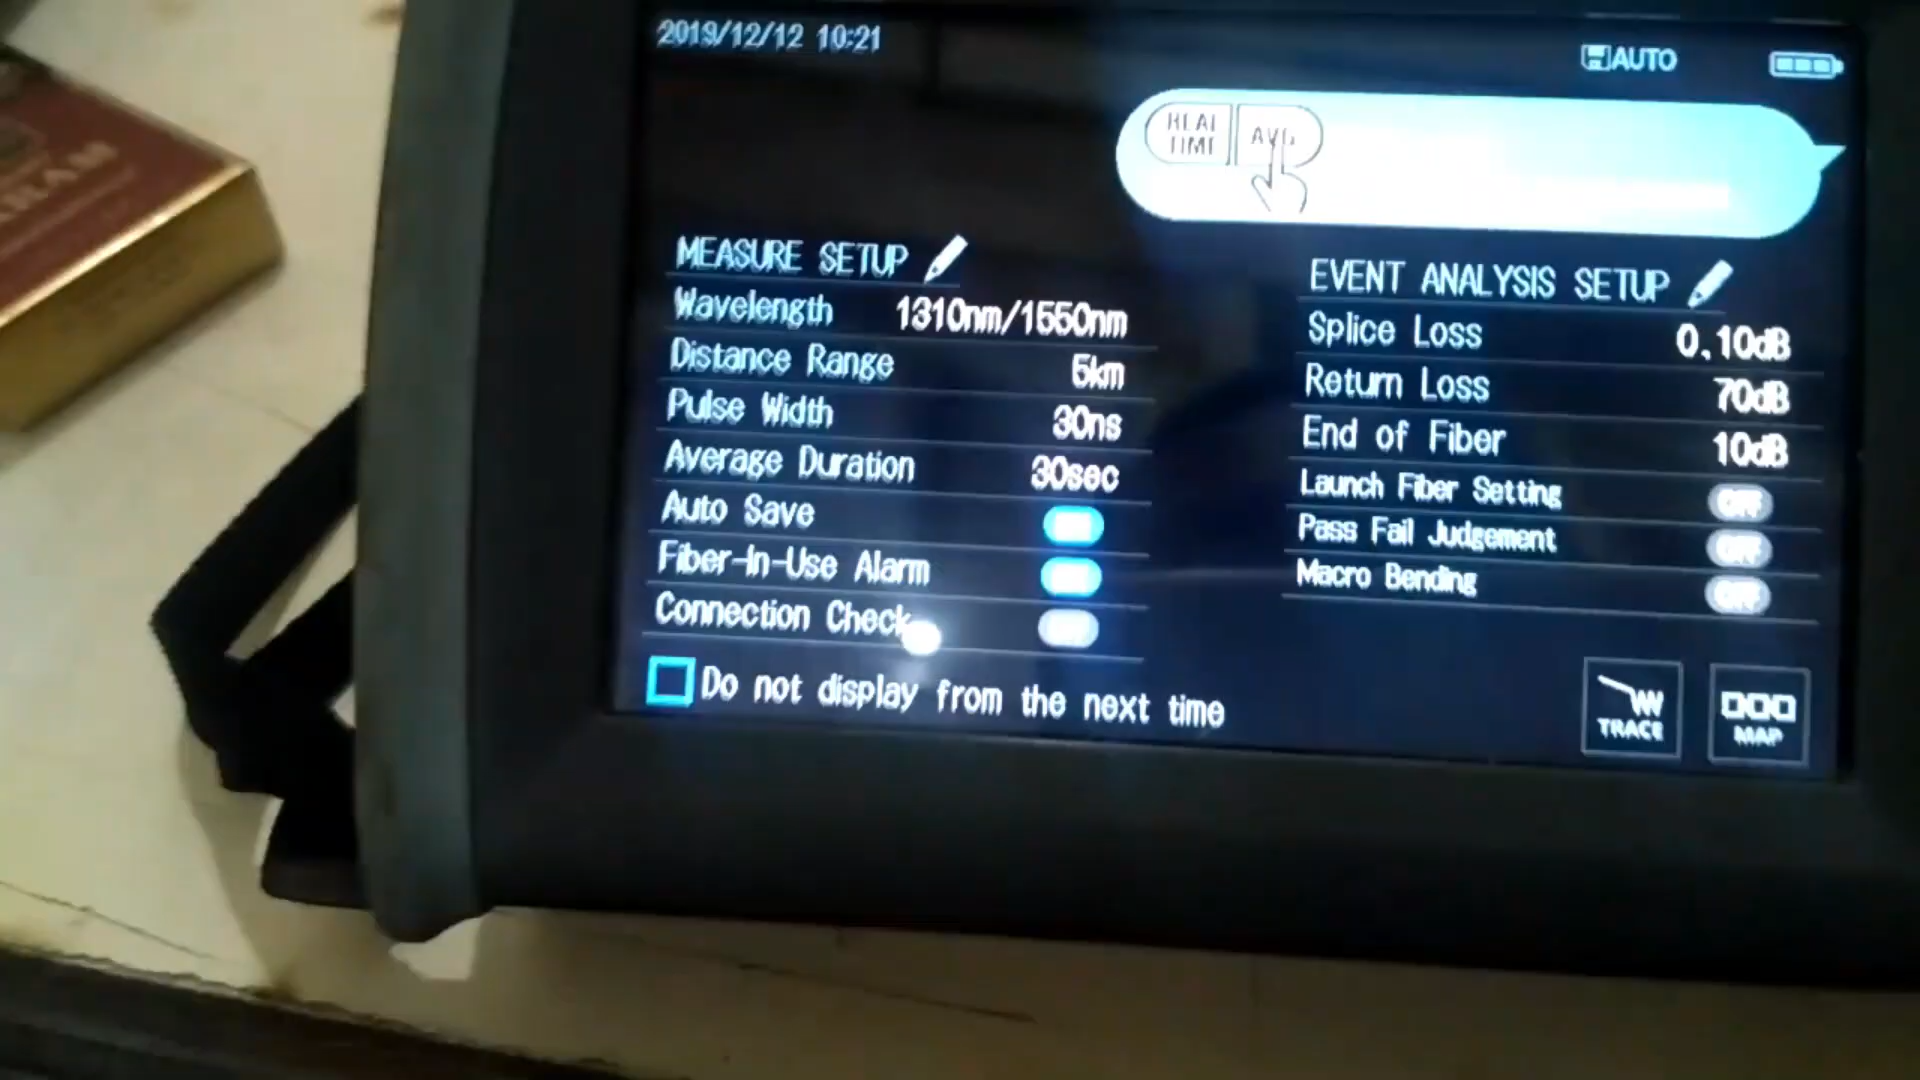 2019/12/12 10:21
AUTO
REAL TIME
AVG
MEASURE SETUP
Wavelength 1310nm/1550nm
Distance Range 5km
Pulse Width 30ns
Average Duration 30sec
Auto Save
Fiber-In-Use Alarm
Connection Check
Do not display from the next time
EVENT ANALYSIS SETUP
Splice Loss 0.10dB
Return Loss 70dB
End of Fiber 10dB
Launch Fiber Setting OFF
Pass Fail Judgement OFF
Macro Bending OFF
TRACE
MAP